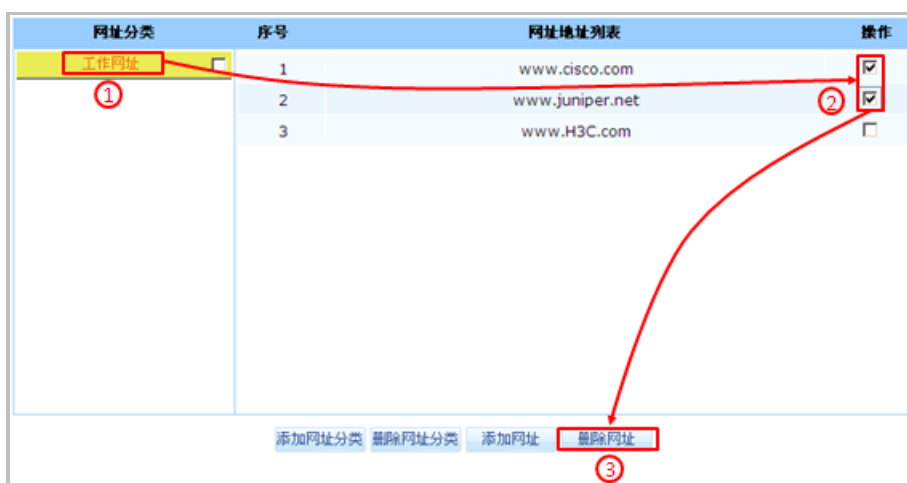 网址分类 序号 网址地址列表 操作
工作网址 1 www.cisco.com
① 2 www.juniper.net ②
3 www.H3C.com
添加网址分类 删除网址分类 添加网址 删除网址
③